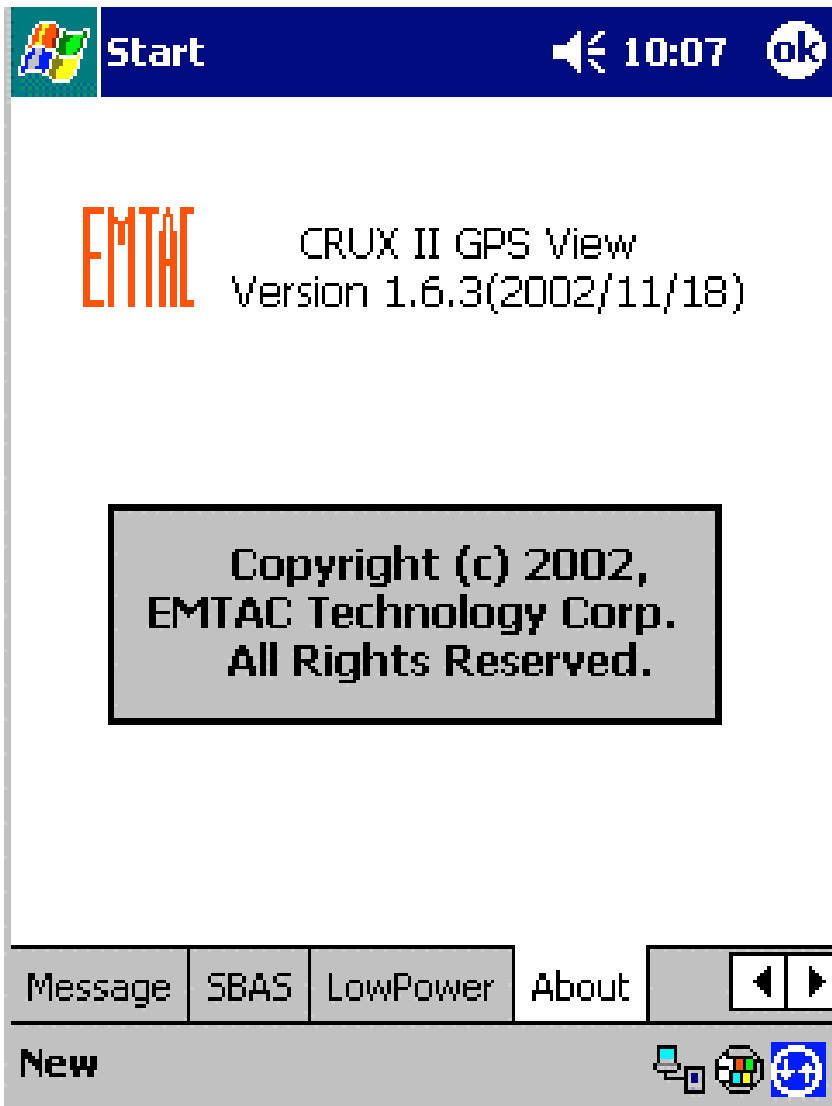 Start 10:07 ok
EMTAC
CRUX II GPS View
Version 1.6.3(2002/11/18)
Copyright (c) 2002,
EMTAC Technology Corp.
All Rights Reserved.
Message SBAS LowPower About
New